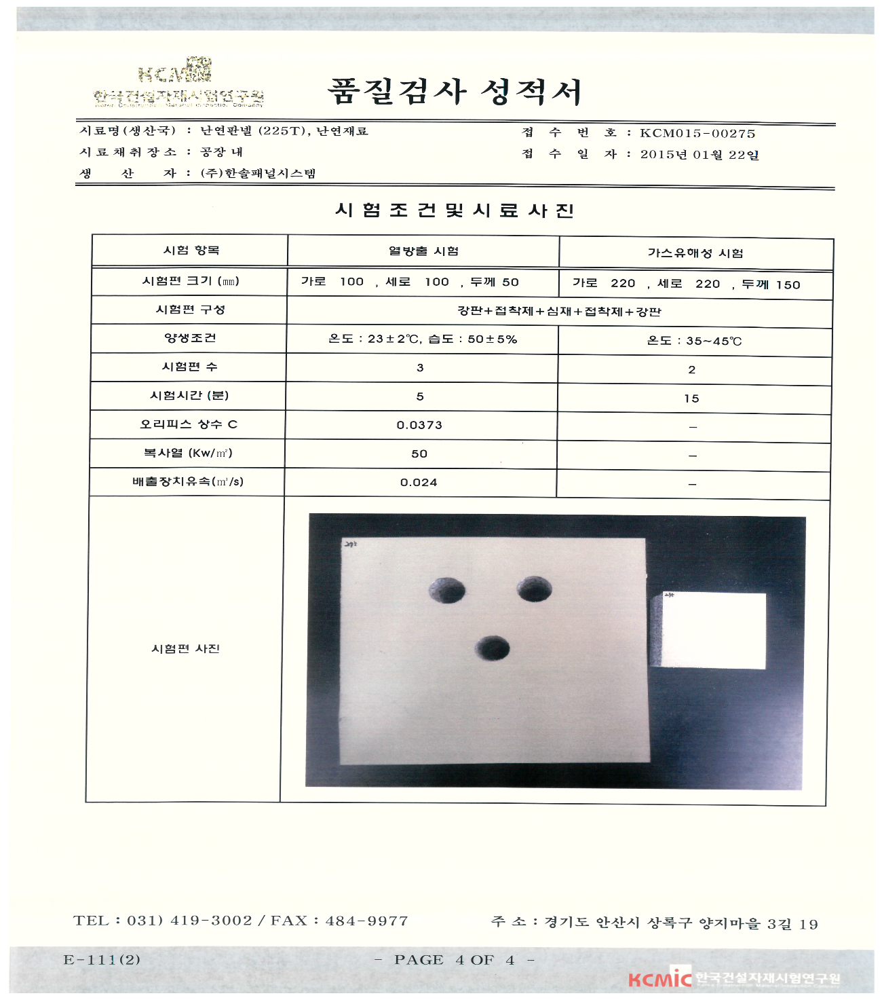 KCMIC
한국건설자재시험연구원
Korea Construction Material Inspection Company
품질검사 성적서
시료명(생산국) : 난연판넬 (225T), 난연재료
접 수 번 호 : KCM015-00275
시료채취장소 : 공장 내
접 수 일 자 : 2015년 01월 22일
생 산 자 : (주)한솔패널시스템
시험조건및시료사진
시험 항목 열방출 시험 가스유해성 시험
시험편 크기 (㎜) 가로 100 , 세로 100 , 두께 50 가로 220 , 세로 220 , 두께 150
시험편 구성 강판+접착제+심재+접착제+강판
양생조건 온도 : 23±2℃, 습도 : 50±5% 온도 : 35~45℃
시험편 수 3 2
시험시간 (분) 5 15
오리피스 상수 C 0.0373 –
복사열 (Kw/㎡) 50 –
배출장치유속(㎥/s) 0.024 –
시험편 사진
TEL : 031) 419-3002 / FAX : 484-9977
주 소 : 경기도 안산시 상록구 양지마을 3길 19
E-111(2)
- PAGE 4 OF 4 -
KCMiC 한국건설자재시험연구원